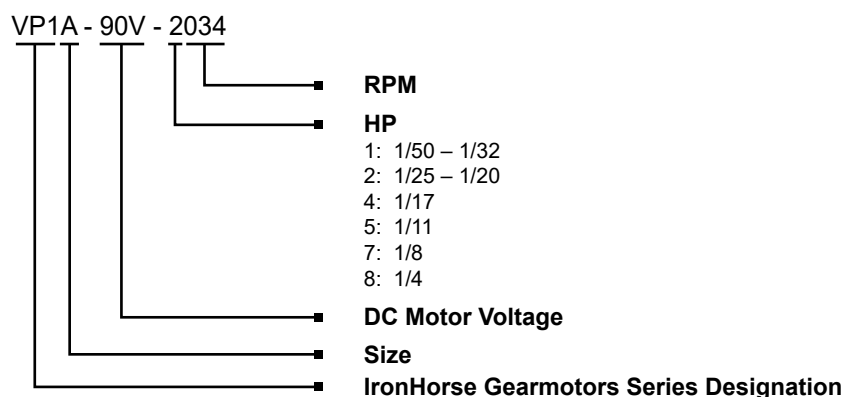 VP1A - 90V - 2034
RPM
HP
1: 1/50 – 1/32
2: 1/25 – 1/20
4: 1/17
5: 1/11
7: 1/8
8: 1/4
DC Motor Voltage
Size
IronHorse Gearmotors Series Designation